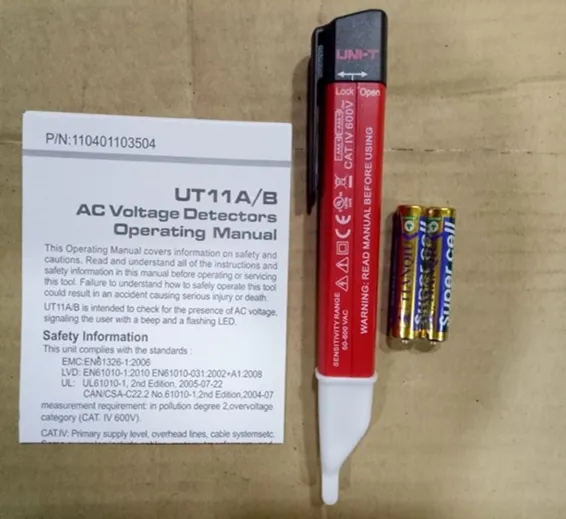 P/N:110401103504
UT11A/B
AC Voltage Detectors
Operating Manual
This Operating Manual covers information on safety and
cautions. Read and understand all of the instructions and
safety information in this manual before operating or servicing
this tool. Failure to understand how to safely operate this tool
could result in an accident causing serious injury or death.
UT11A/B is intended to check for the presence of AC voltage,
signaling the user with a beep and a flashing LED.
Safety Information
This unit complies with the standards :
EMC:EN61326-1:2006
LVD: EN61010-1:2010 EN61010-031:2002+A1:2008
UL: UL61010-1, 2nd Edition, 2005-07-22
CAN/CSA-C22.2 No.61010-1,2nd Edition,2004-07
measurement requirement: in pollution degree 2,overvoltage
category (CAT. IV 600V).
CAT.IV: Primary supply level, overhead lines, cable systemsetc.
UNI-T
Lock Open
SENSITIVITY RANGE
50-600 VAC
CE
CAT.IV 600V
WARNING: READ MANUAL BEFORE USING
Super cell